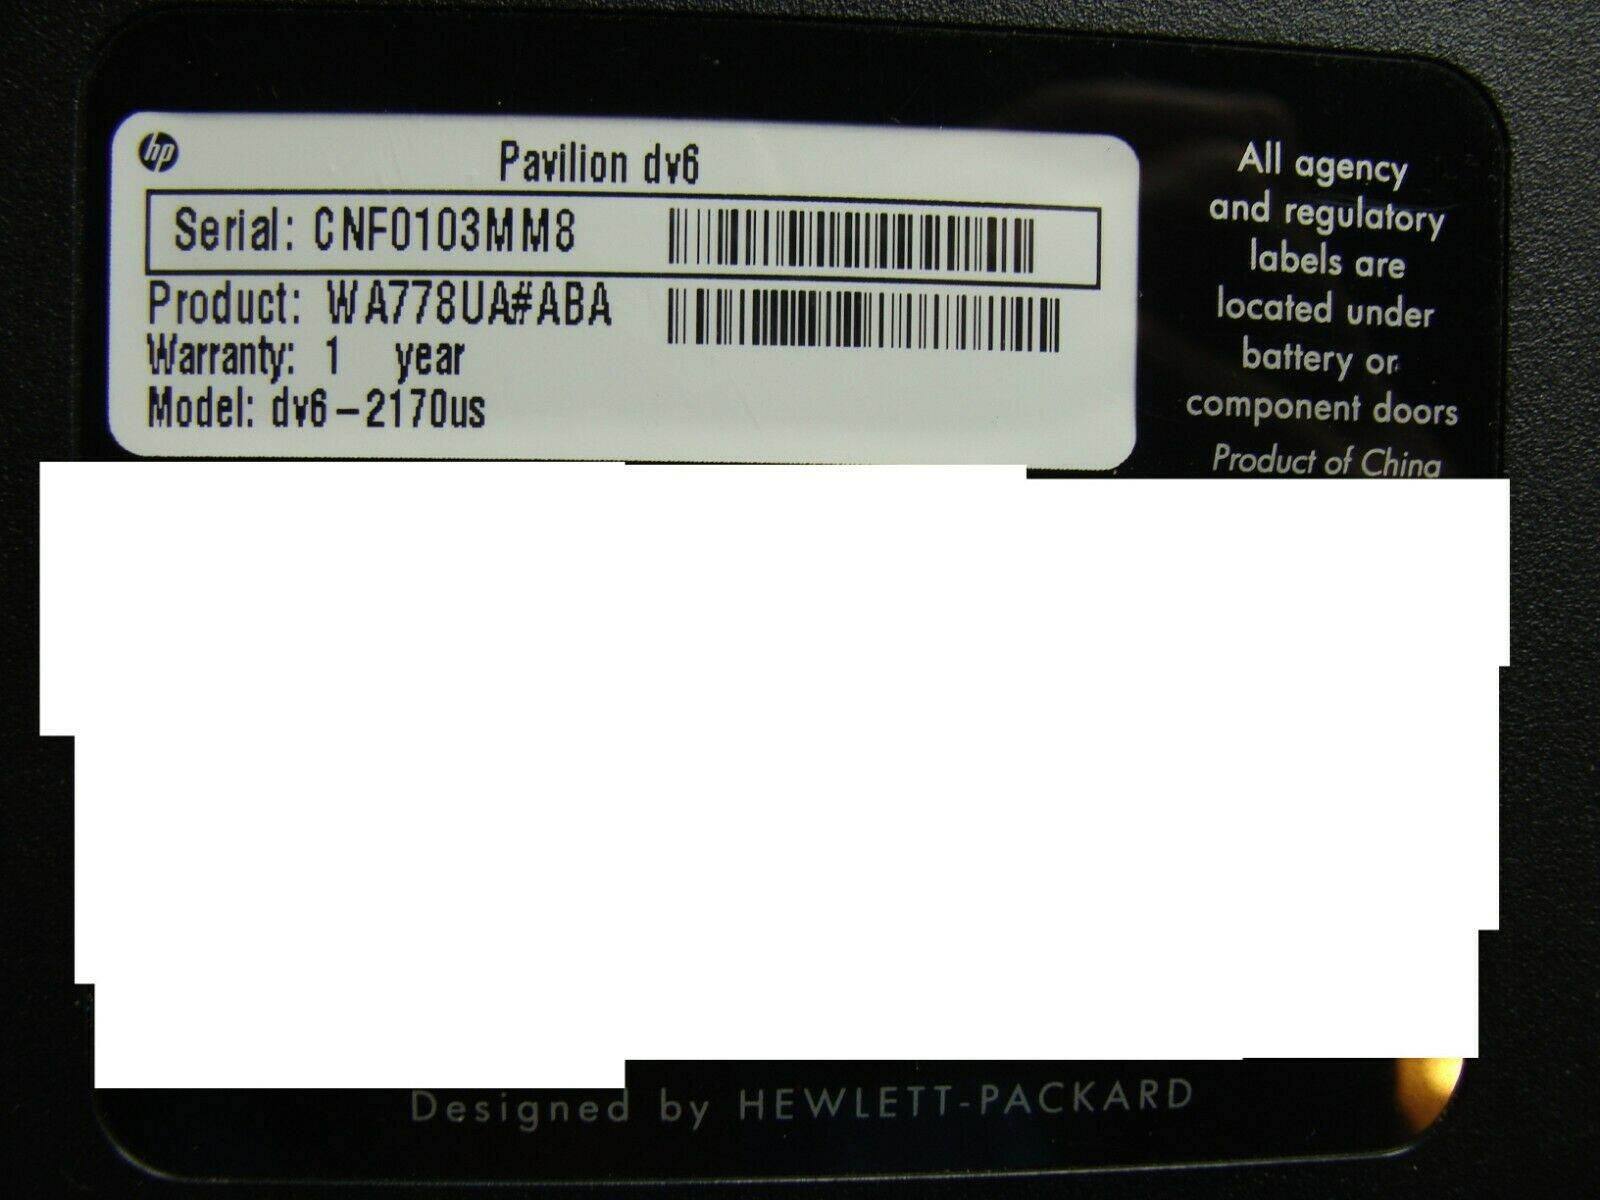 hp
Pavilion dv6
Serial: CNF0103MM8
Product: WA778UA#ABA
Warranty: 1 year
Model: dv6-2170us
All agency
and regulatory
labels are
located under
battery or
component doors
Product of China
Designed by HEWLETT-PACKARD